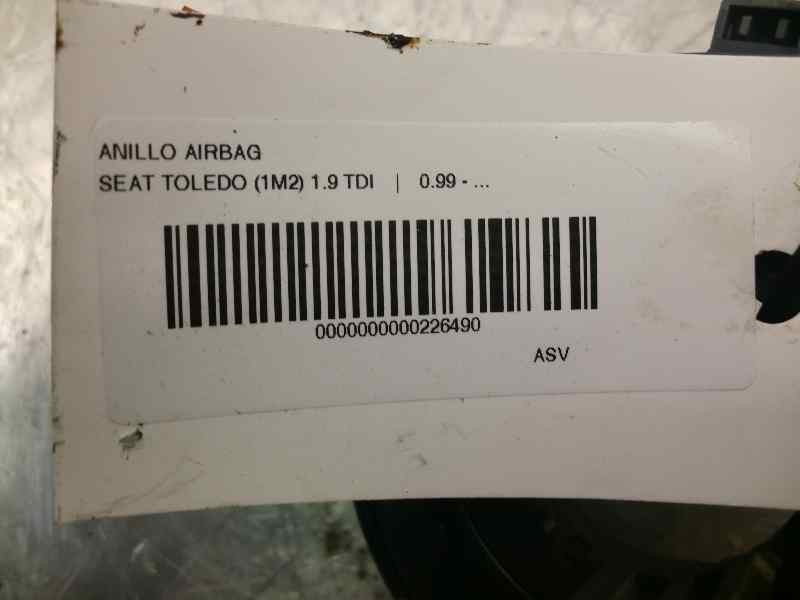 ANILLO AIRBAG
SEAT TOLEDO (1M2) 1.9 TDI | 0.99 - ...
0000000000226490
ASV